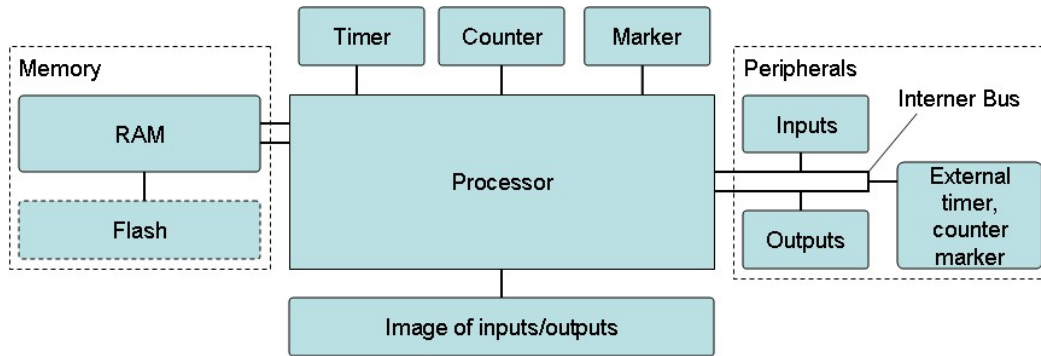 Timer
Counter
Marker
Memory
RAM
Flash
Processor
Peripherals
Inputs
Interner Bus
Outputs
External
timer,
counter
marker
Image of inputs/outputs